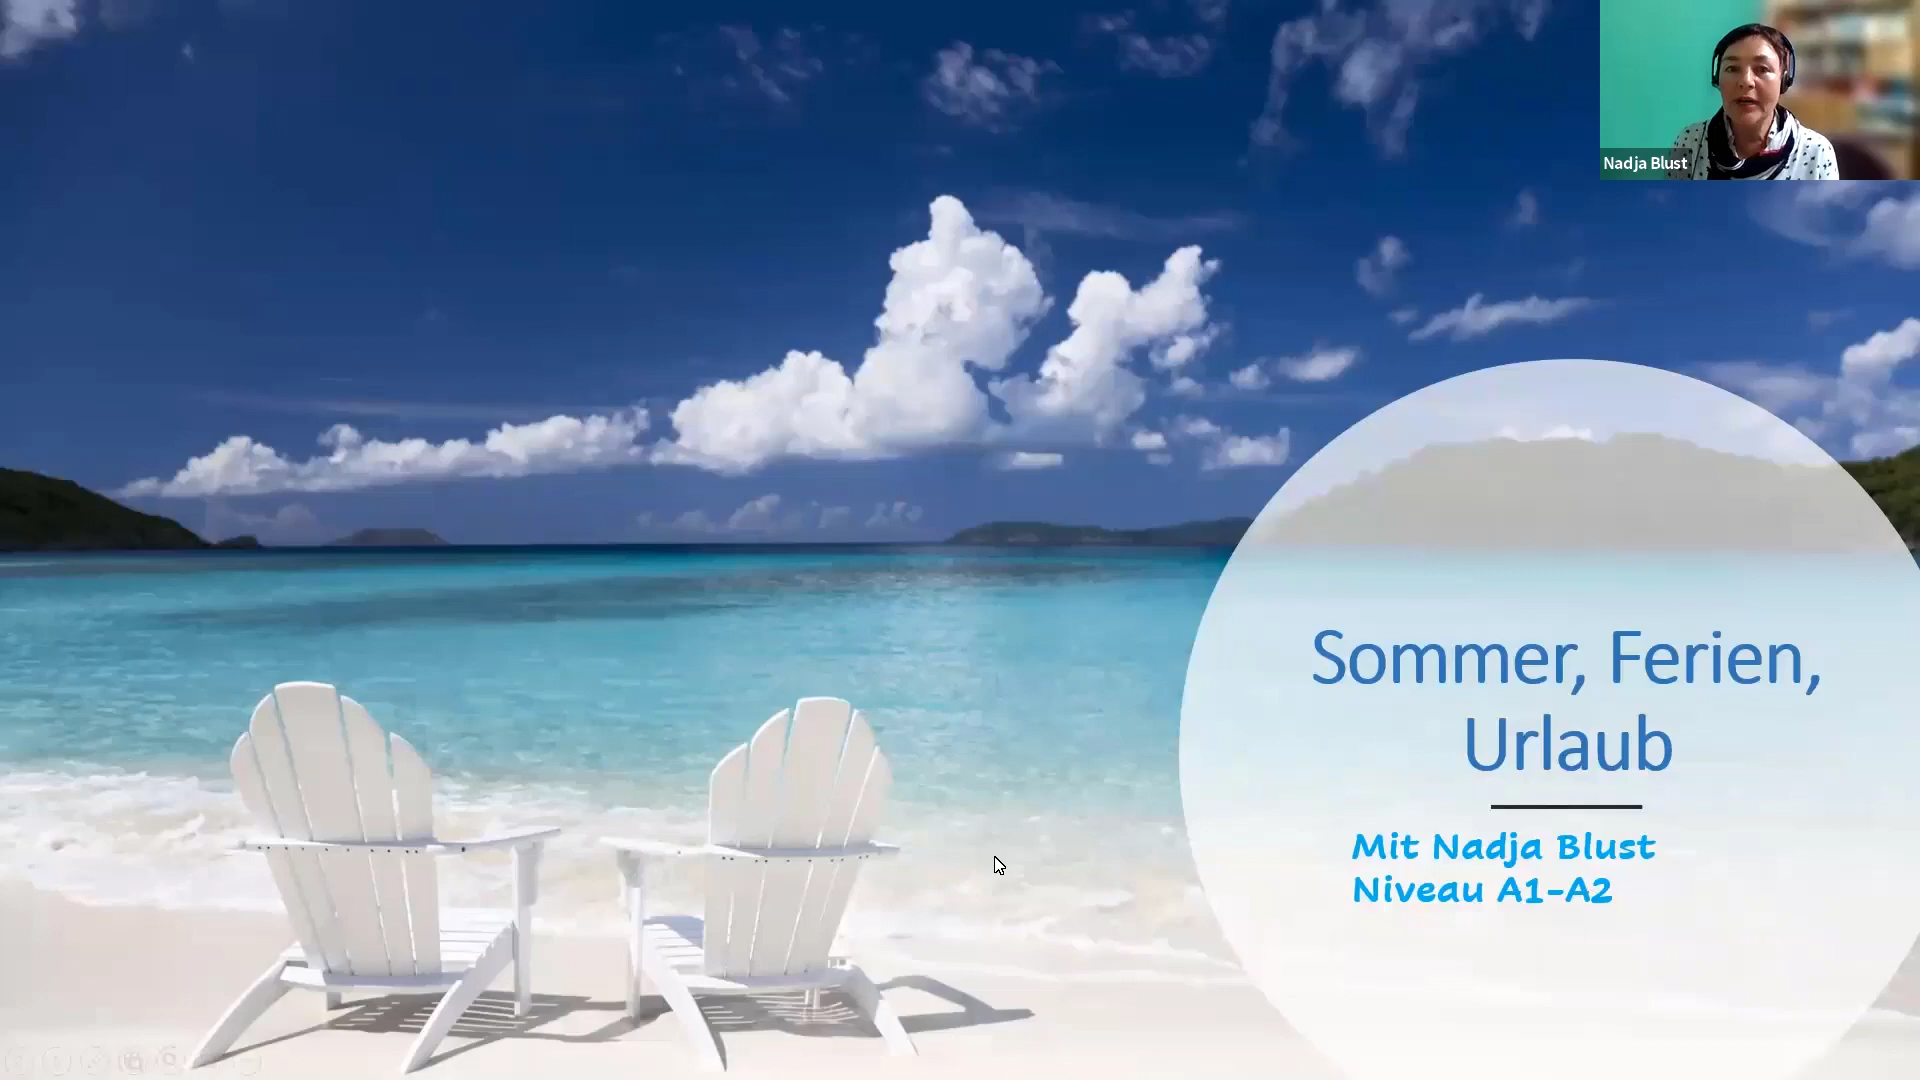 Nadja Blust
Sommer, Ferien,
Urlaub
Mit Nadja Blust
Niveau A1-A2